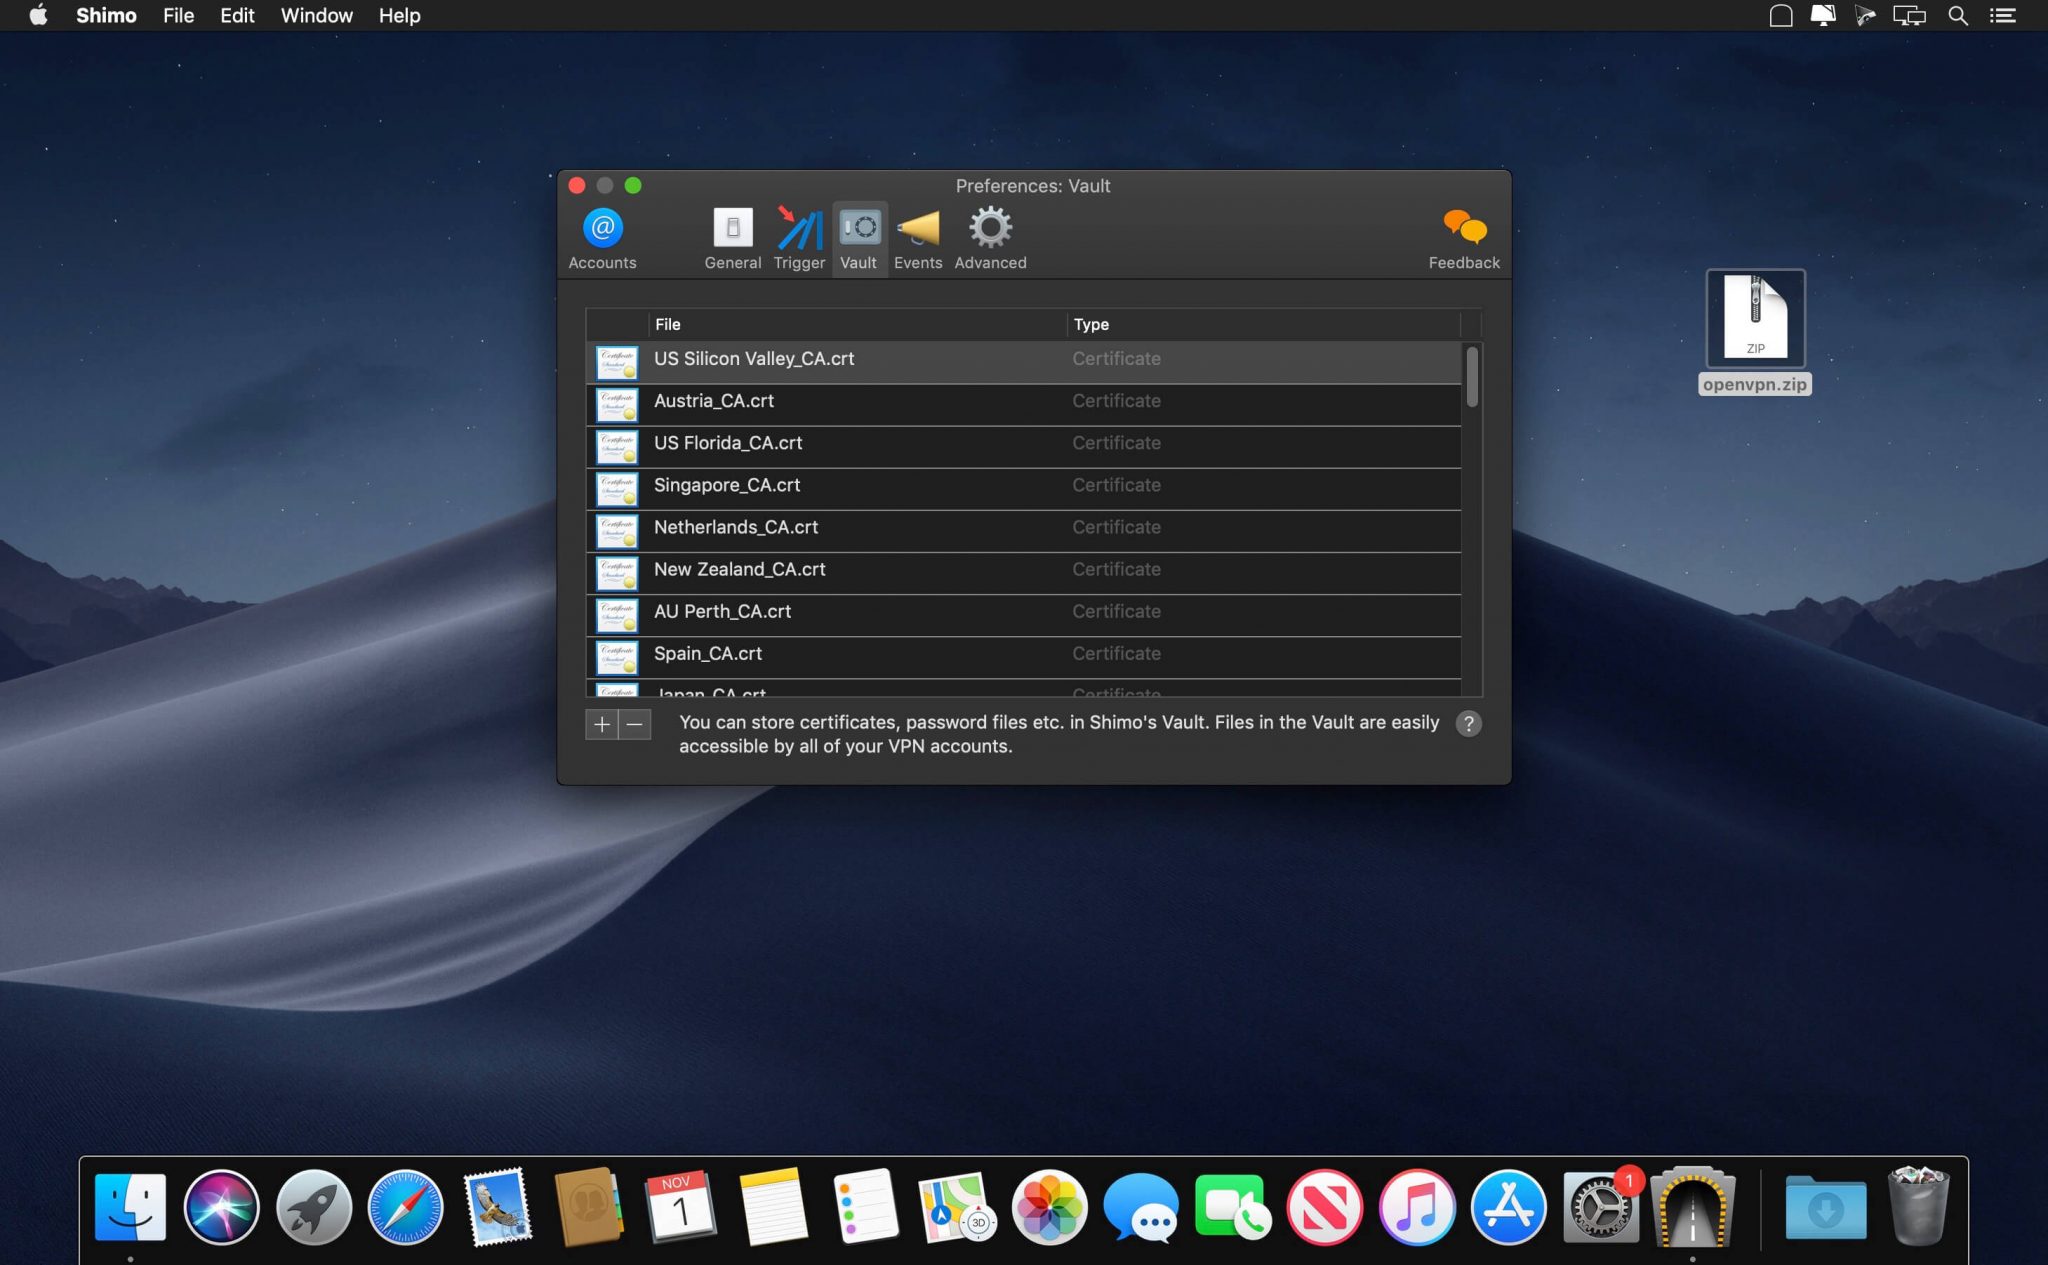 Shimo File Edit Window Help
Preferences: Vault
Accounts General Trigger Vault Events Advanced Feedback
File Type
US Silicon Valley_CA.crt Certificate
Austria_CA.crt Certificate
US Florida_CA.crt Certificate
Singapore_CA.crt Certificate
Netherlands_CA.crt Certificate
New Zealand_CA.crt Certificate
AU Perth_CA.crt Certificate
Spain_CA.crt Certificate
Japan_CA.crt Certificate
You can store certificates, password files etc. in Shimo's Vault. Files in the Vault are easily
accessible by all of your VPN accounts.
?
ZIP
openvpn.zip
NOV
1
3D
1